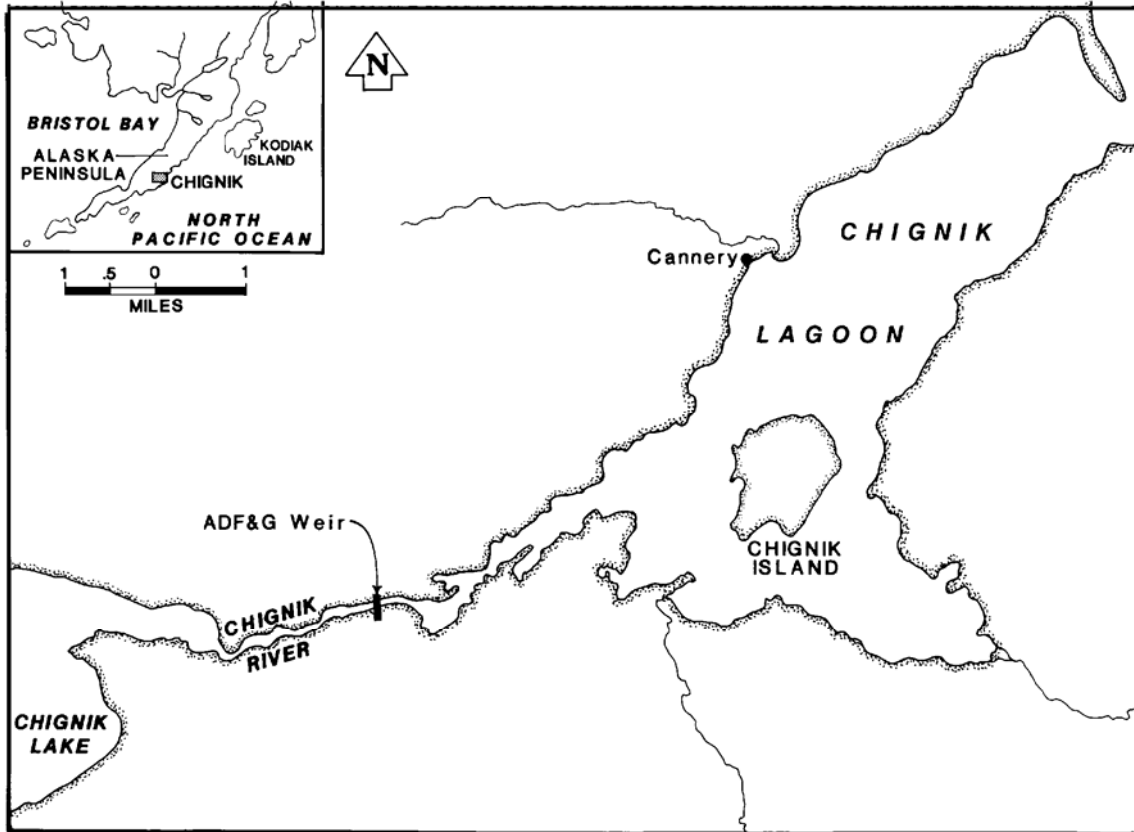 N
BRISTOL BAY
ALASKA
PENINSULA
KODIAK
ISLAND
CHIGNIK
NORTH
PACIFIC OCEAN
1 .5 0 1
MILES
CHIGNIK
Cannery
LAGOON
ADF&G Weir
CHIGNIK
ISLAND
CHIGNIK
RIVER
CHIGNIK
LAKE